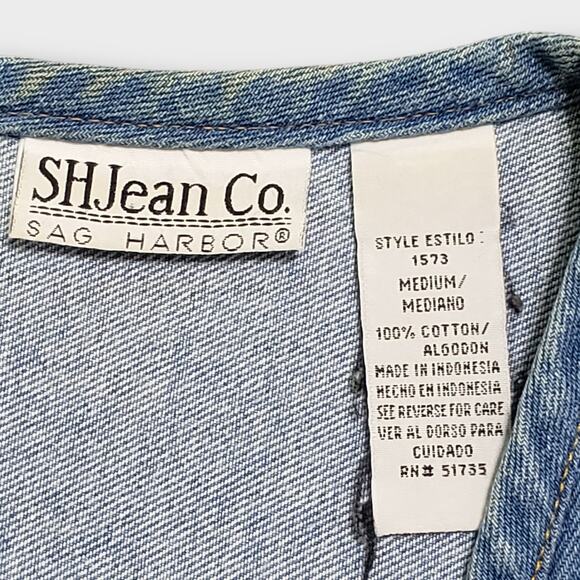 SHJean Co.
SAG HARBOR®
STYLE ESTILO :
1573
MEDIUM/
MEDIANO
100% COTTON/
ALGODON
MADE IN INDONESIA
HECHO EN INDONESIA
SEE REVERSE FOR CARE
VER AL DORSO PARA
CUIDADO
RN# 51735